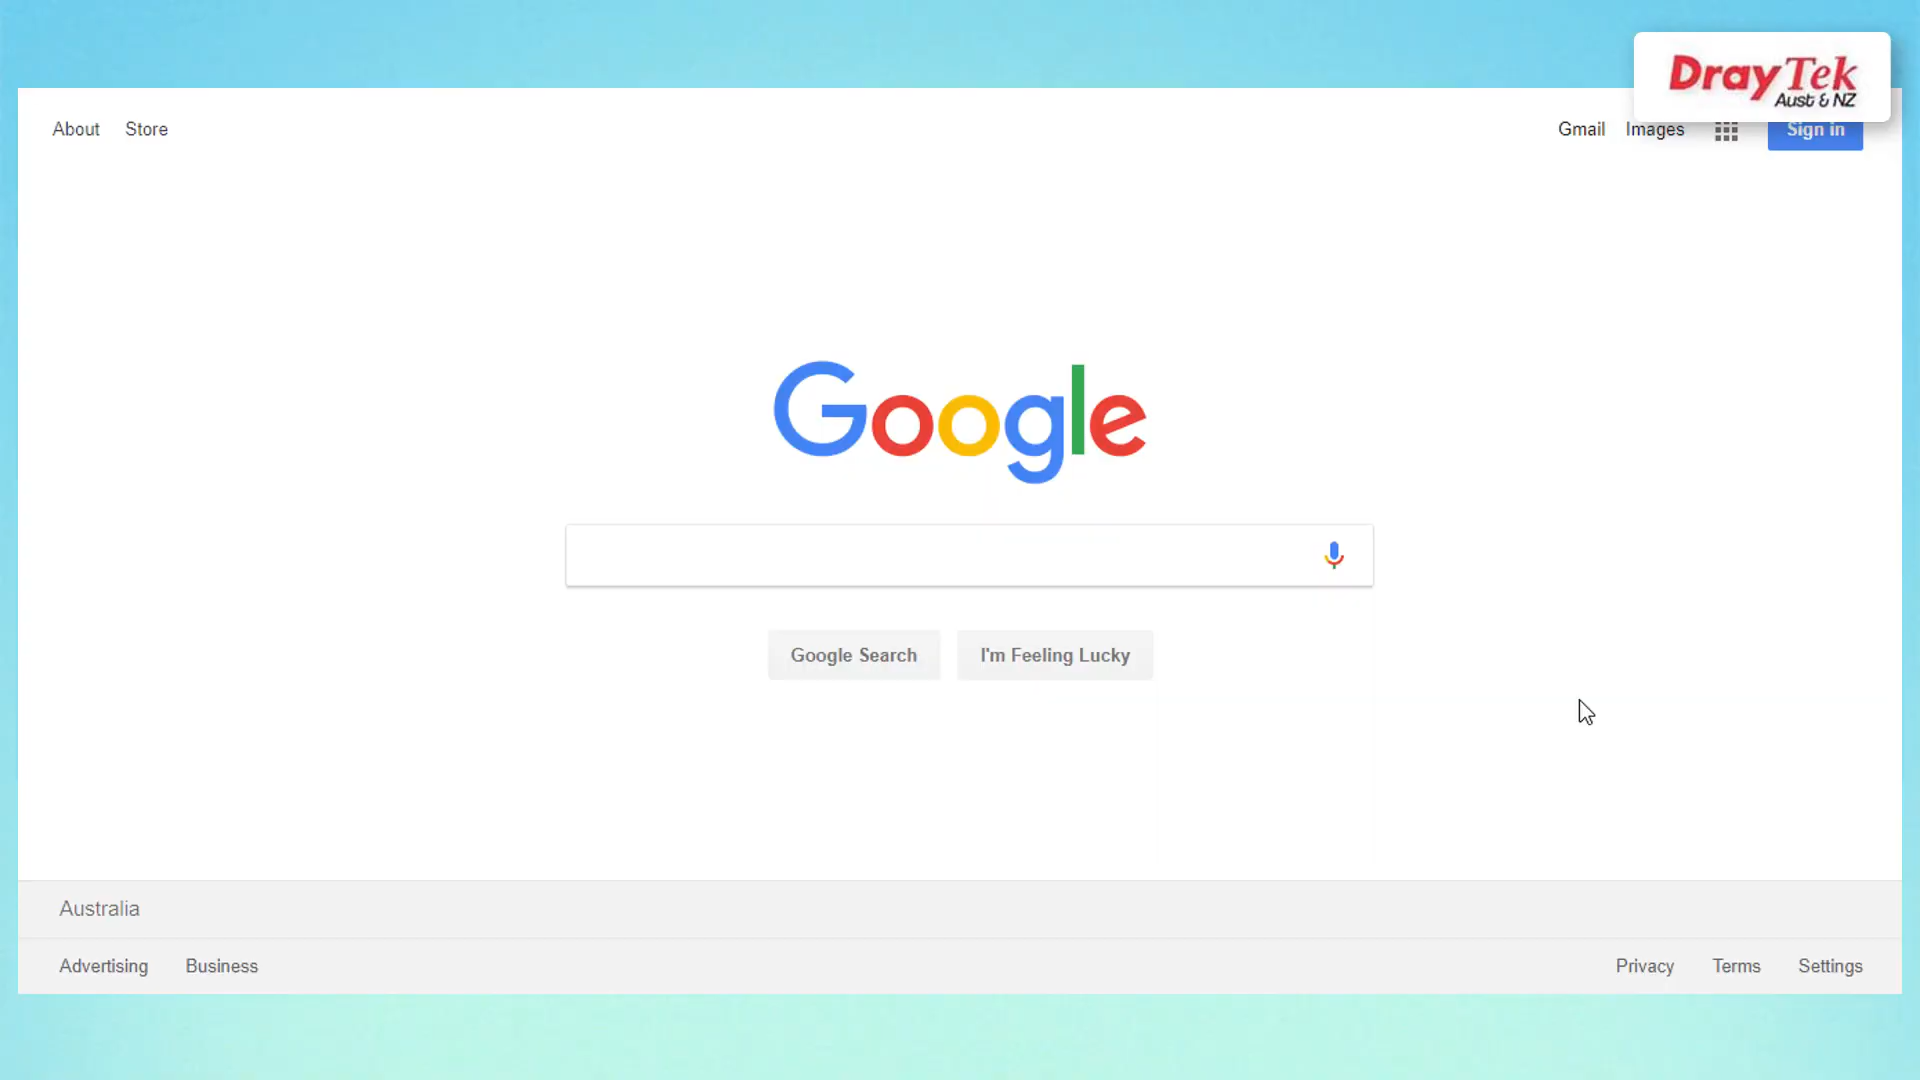 DrayTek
Aust & NZ
About Store
Gmail Images Sign in
Google
Google Search I'm Feeling Lucky
Australia
Advertising Business
Privacy Terms Settings